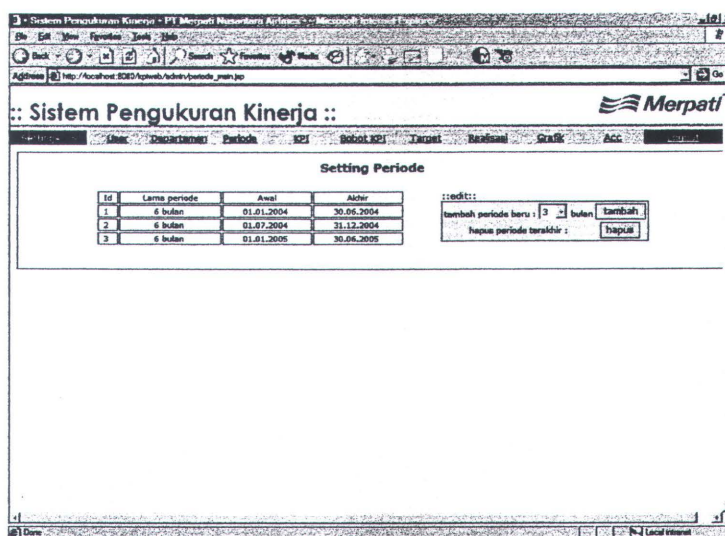 Sistem Pengukuran Kinerja - PT Merpati Nusantara Airlines - Microsoft Internet Explorer
File Edit View Favorites Tools Help
Back Search Favorites Media
Address http://localhost:8080/kpiweb/admin/periode_main.jsp Go
:: Sistem Pengukuran Kinerja :: Merpati
User Departemen Periode KPI Bobot KPI Target Realisasi Grafik Acc
Setting Periode
Id Lama periode Awal Akhir
1 6 bulan 01.01.2004 30.06.2004
2 6 bulan 01.07.2004 31.12.2004
3 6 bulan 01.01.2005 30.06.2005
::edit::
tambah periode baru : 3 bulan tambah
hapus periode terakhir : hapus
Done Local intranet